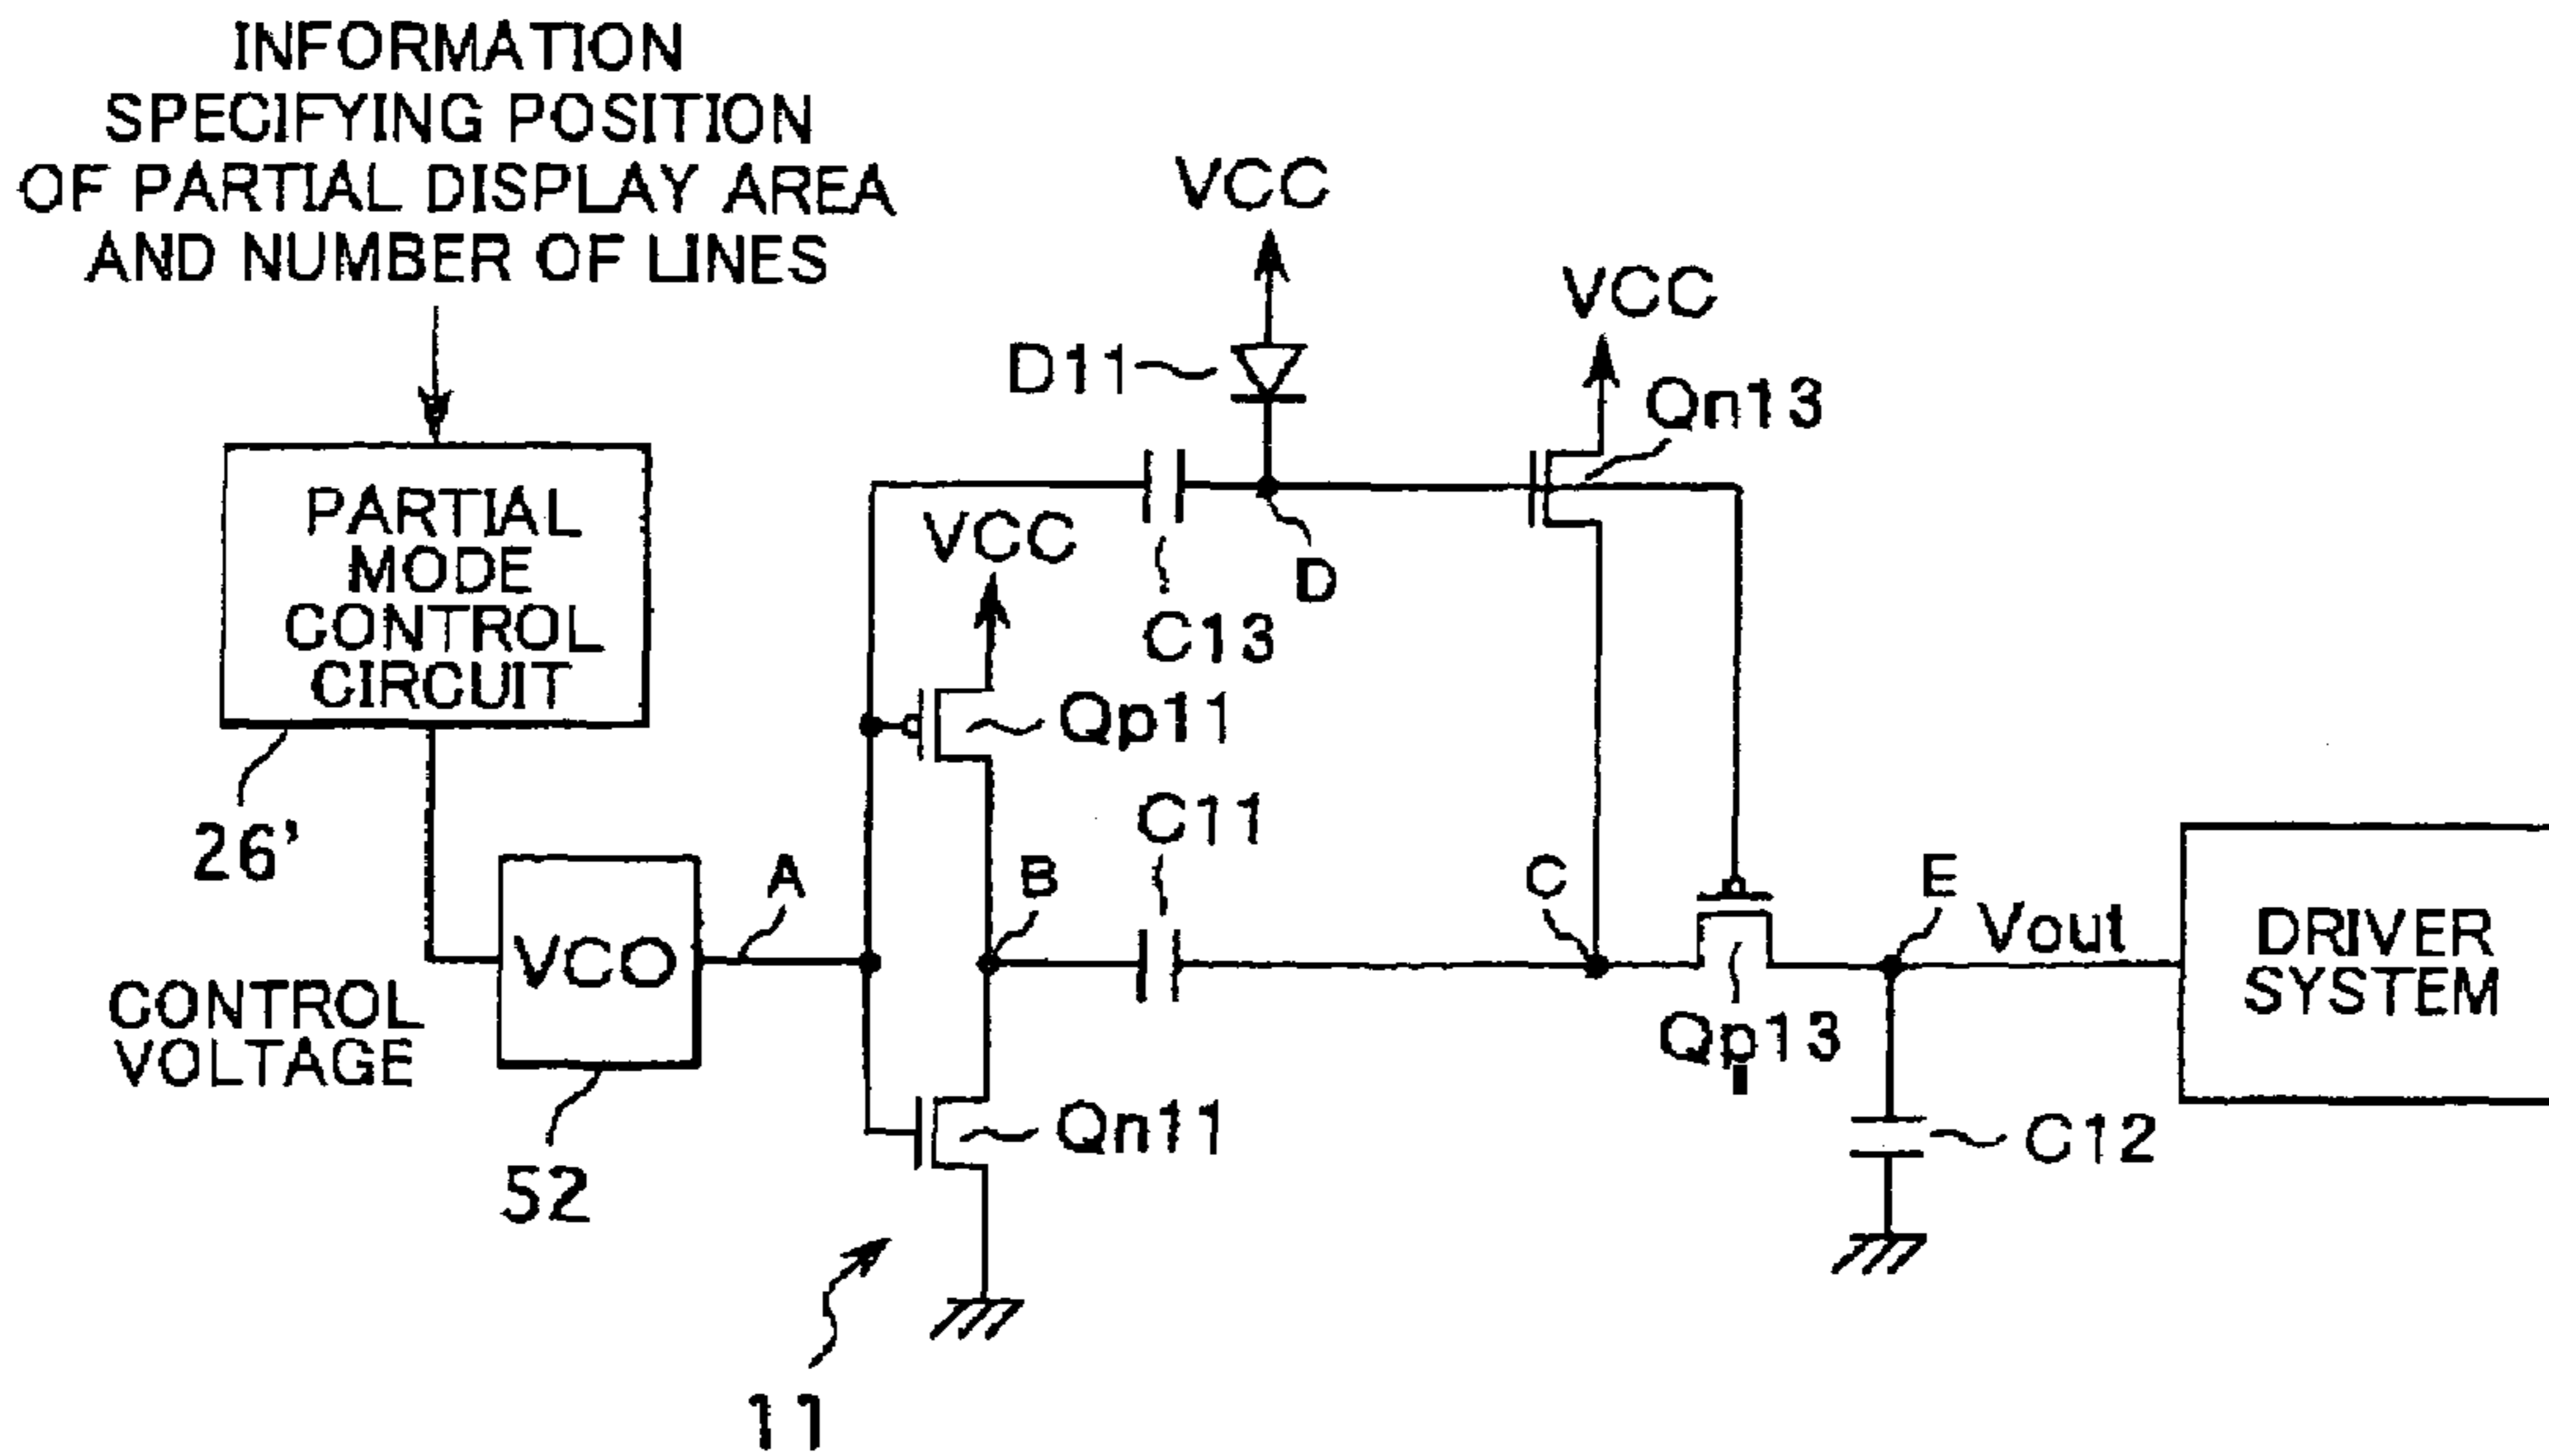 INFORMATION
SPECIFYING POSITION
OF PARTIAL DISPLAY AREA
AND NUMBER OF LINES
VCC
VCC
D11
Qn13
PARTIAL
MODE
CONTROL
CIRCUIT
VCC
D
C13
Qp11
C11
26'
A
B
C
E
Vout
DRIVER
SYSTEM
VCO
CONTROL
VOLTAGE
Qp13
Qn11
C12
52
11